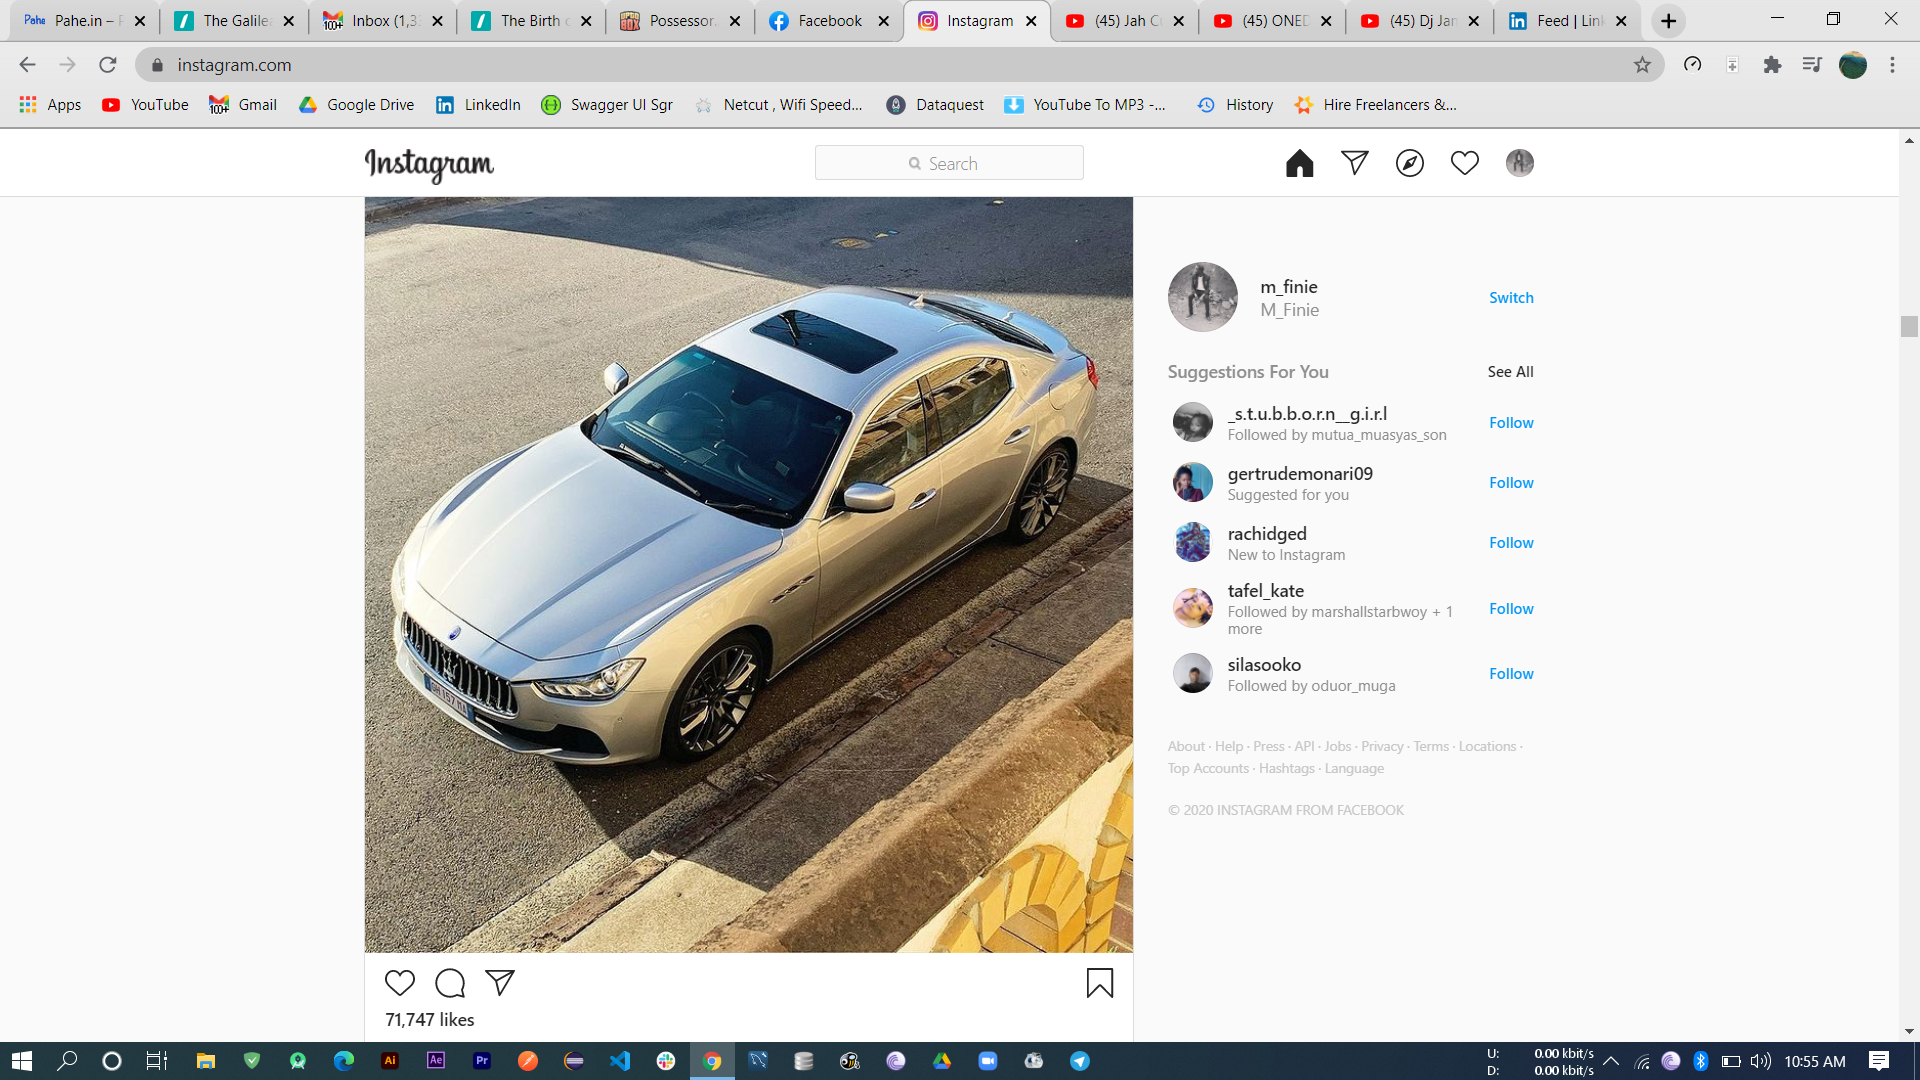 Pahe.in – P
The Galilea
Inbox (1,33
The Birth o
Possessor.
Facebook
Instagram
(45) Jah C
(45) ONED
(45) Dj Jan
Feed | Link
instagram.com
Apps
YouTube
Gmail
Google Drive
LinkedIn
Swagger UI Sgr
Netcut , Wifi Speed...
Dataquest
YouTube To MP3 -...
History
Hire Freelancers &...
Instagram
Search
m_finie
M_Finie
Switch
Suggestions For You
See All
_s.t.u.b.b.o.r.n__g.i.r.l
Followed by mutua_muasyas_son
Follow
gertrudemonari09
Suggested for you
Follow
rachidged
New to Instagram
Follow
tafel_kate
Followed by marshallstarbwoy + 1
more
Follow
silasooko
Followed by oduor_muga
Follow
About · Help · Press · API · Jobs · Privacy · Terms · Locations ·
Top Accounts · Hashtags · Language
© 2020 INSTAGRAM FROM FACEBOOK
71,747 likes
U: 0.00 kbit/s
D: 0.00 kbit/s
10:55 AM